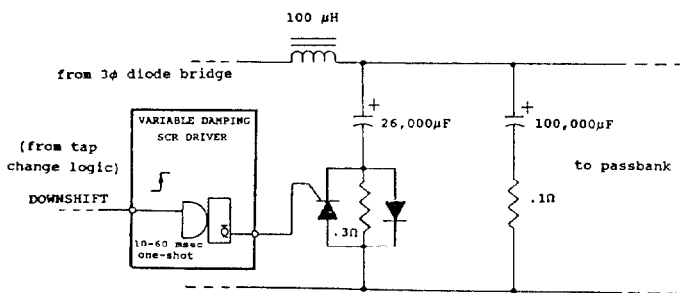 100 µH
from 3ϕ diode bridge
+
26,000µF
+
100,000µF
VARIABLE DAMPING
SCR DRIVER
(from tap
change logic)
DOWNSHIFT
to passbank
.1Ω
.3Ω
Q
10-60 msec
one-shot